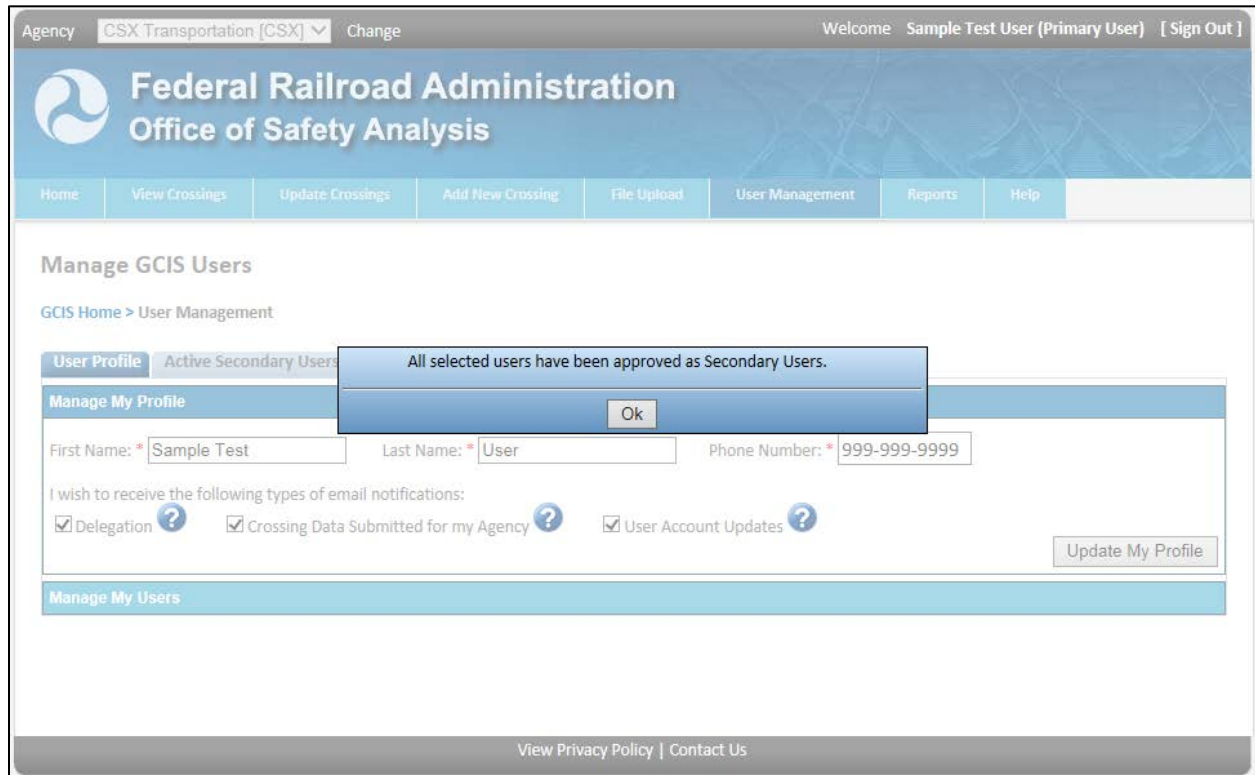 Agency CSX Transportation [CSX] Change Welcome Sample Test User (Primary User) [ Sign Out ]
Federal Railroad Administration
Office of Safety Analysis
Home View Crossings Update Crossings Add New Crossing File Upload User Management Reports Help
Manage GCIS Users
GCIS Home > User Management
User Profile Active Secondary Users
All selected users have been approved as Secondary Users.
Ok
Manage My Profile
First Name: * Sample Test Last Name: * User Phone Number: * 999-999-9999
I wish to receive the following types of email notifications:
Delegation ? Crossing Data Submitted for my Agency ? User Account Updates ?
Update My Profile
Manage My Users
View Privacy Policy | Contact Us